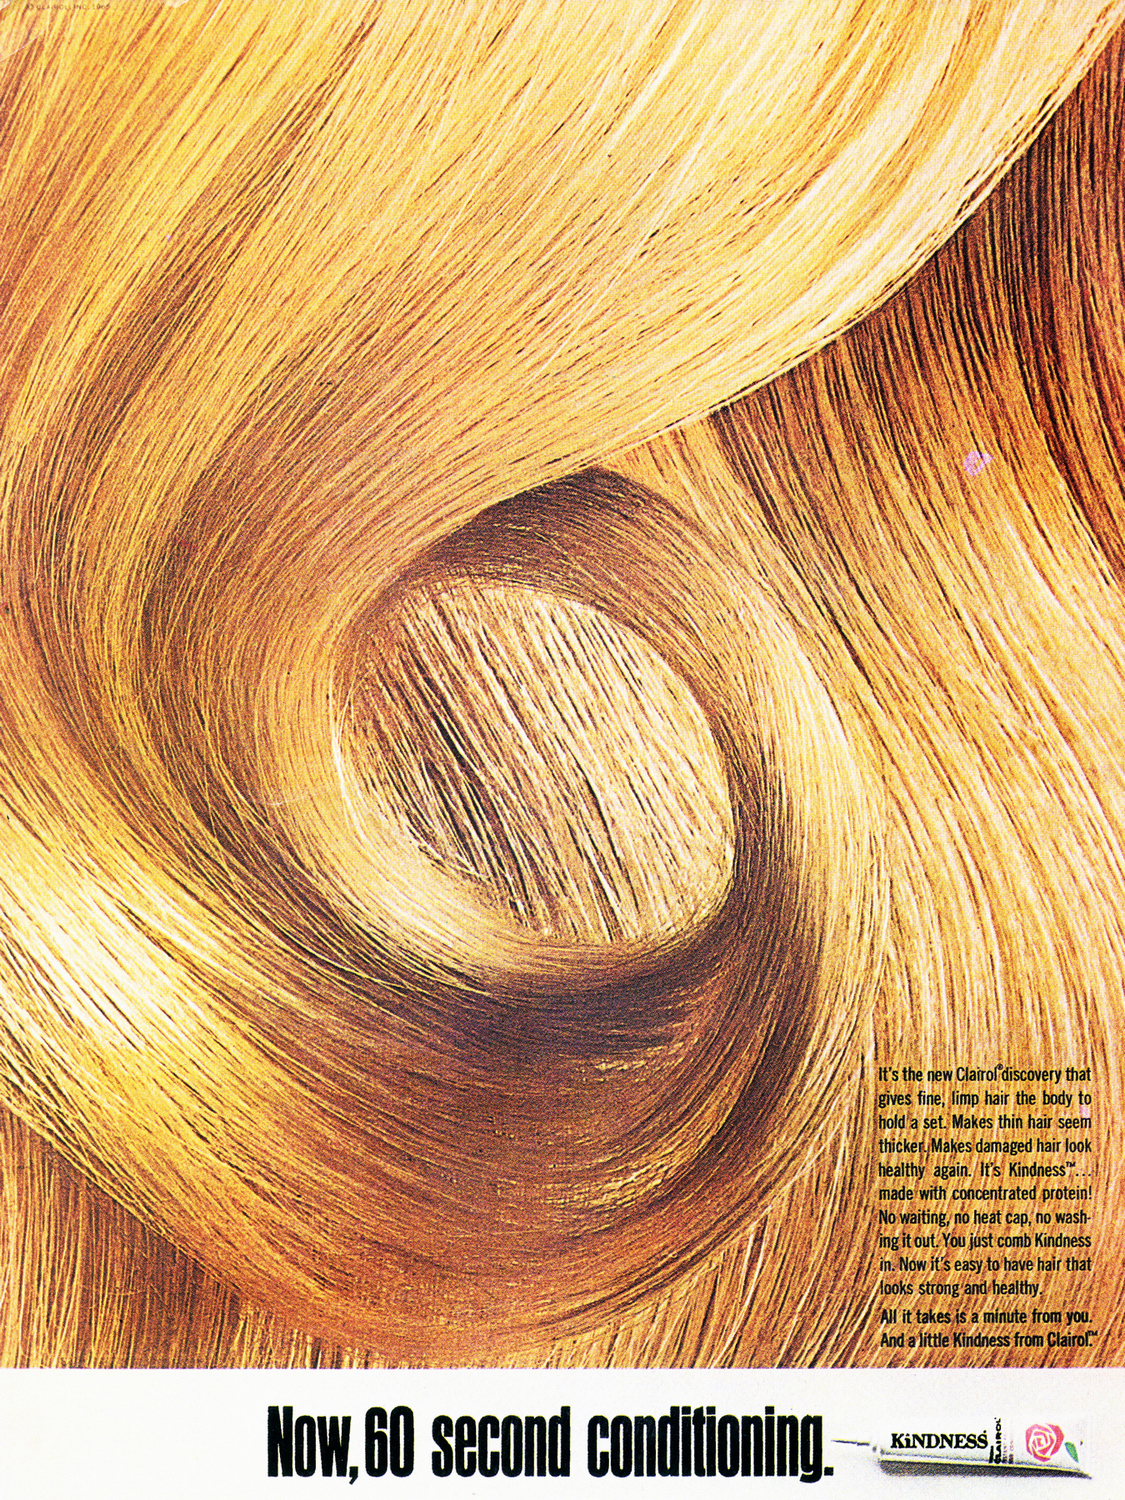 © CLAIROL INC. 1968
It's the new Clairol® discovery that
gives fine, limp hair the body to
hold a set. Makes thin hair seem
thicker. Makes damaged hair look
healthy again. It's Kindness™...
made with concentrated protein!
No waiting, no heat cap, no wash-
ing it out. You just comb Kindness
in. Now it's easy to have hair that
looks strong and healthy.
All it takes is a minute from you.
And a little Kindness from Clairol.™
Now, 60 second conditioning.
KiNDNESS
CLAIROL